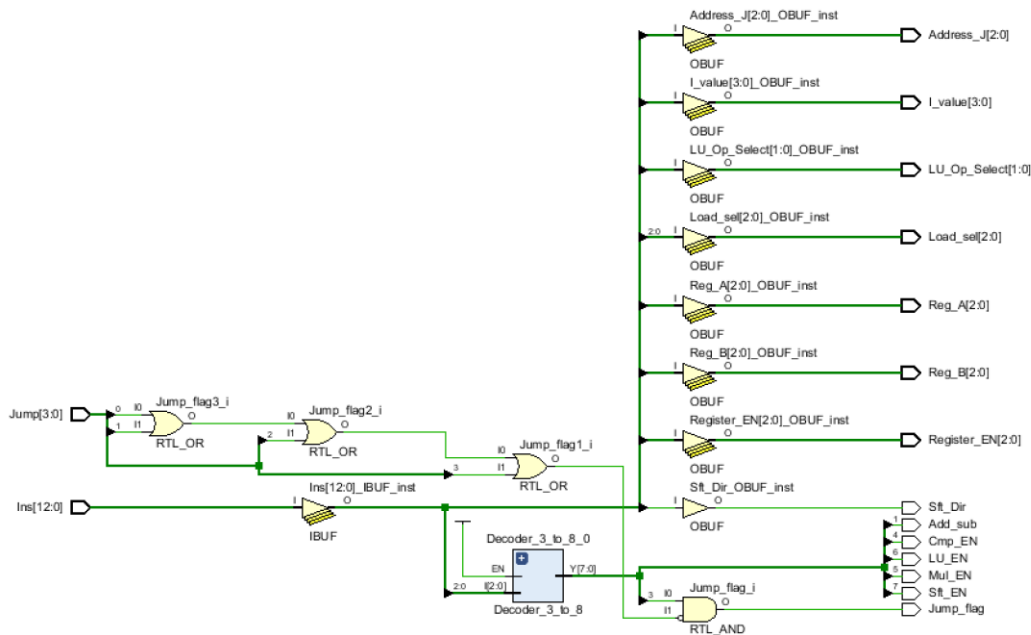 Address_J[2:0]_OBUF_inst
I O Address_J[2:0]
OBUF
I_value[3:0]_OBUF_inst
I O I_value[3:0]
OBUF
LU_Op_Select[1:0]_OBUF_inst
I O LU_Op_Select[1:0]
OBUF
Load_sel[2:0]_OBUF_inst
2:0 I O Load_sel[2:0]
OBUF
Reg_A[2:0]_OBUF_inst
I O Reg_A[2:0]
OBUF
Reg_B[2:0]_OBUF_inst
I O Reg_B[2:0]
OBUF
Register_EN[2:0]_OBUF_inst
I O Register_EN[2:0]
OBUF
Jump[3:0]
Jump_flag3_i
0 I0 O
1 I1
RTL_OR
Jump_flag2_i
I0 O
2 I1
RTL_OR
Jump_flag1_i
I0 O
3 I1
RTL_OR
Ins[12:0]
Ins[12:0]_IBUF_inst
I O
IBUF
Sft_Dir_OBUF_inst
I O Sft_Dir
OBUF
Decoder_3_to_8_0
EN Y[7:0]
2:0 I[2:0]
Decoder_3_to_8
1 Add_sub
4 Cmp_EN
6 LU_EN
5 Mul_EN
7 Sft_EN
Jump_flag_i
3 I0 O Jump_flag
I1
RTL_AND